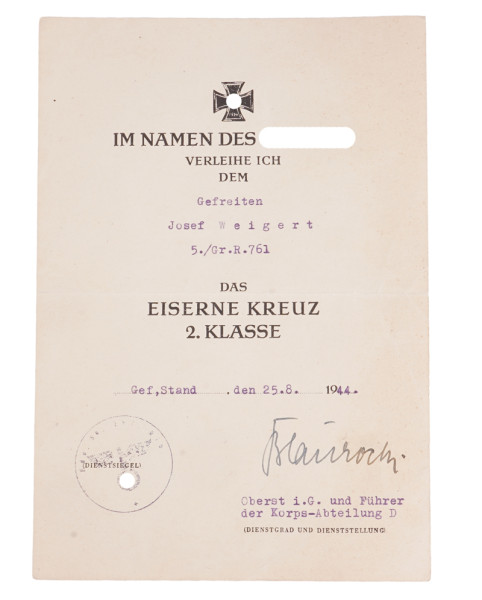 IM NAMEN DES
VERLEIHE ICH
DEM
Gefreiten
Josef Weigert
5./Gr.R.761
DAS
EISERNE KREUZ
2. KLASSE
Gef,Stand , den 25.8. 1944.
(DIENSTSIEGEL)
Oberst i.G. und Führer
der Korps-Abteilung D
(DIENSTGRAD UND DIENSTSTELLUNG)